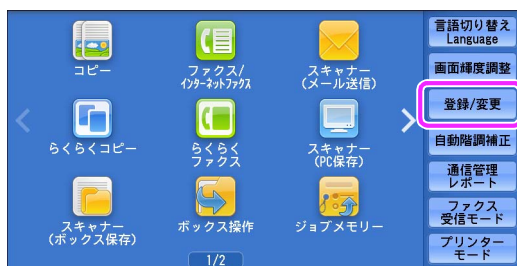 コピー
ファクス/
インターネットファクス
スキャナー
(メール送信)
らくらくコピー
らくらく
ファクス
スキャナー
(PC保存)
スキャナー
(ボックス保存)
ボックス操作
ジョブメモリー
1/2
言語切り替え
Language
画面輝度調整
登録/変更
自動階調補正
通信管理
レポート
ファクス
受信モード
プリンター
モード